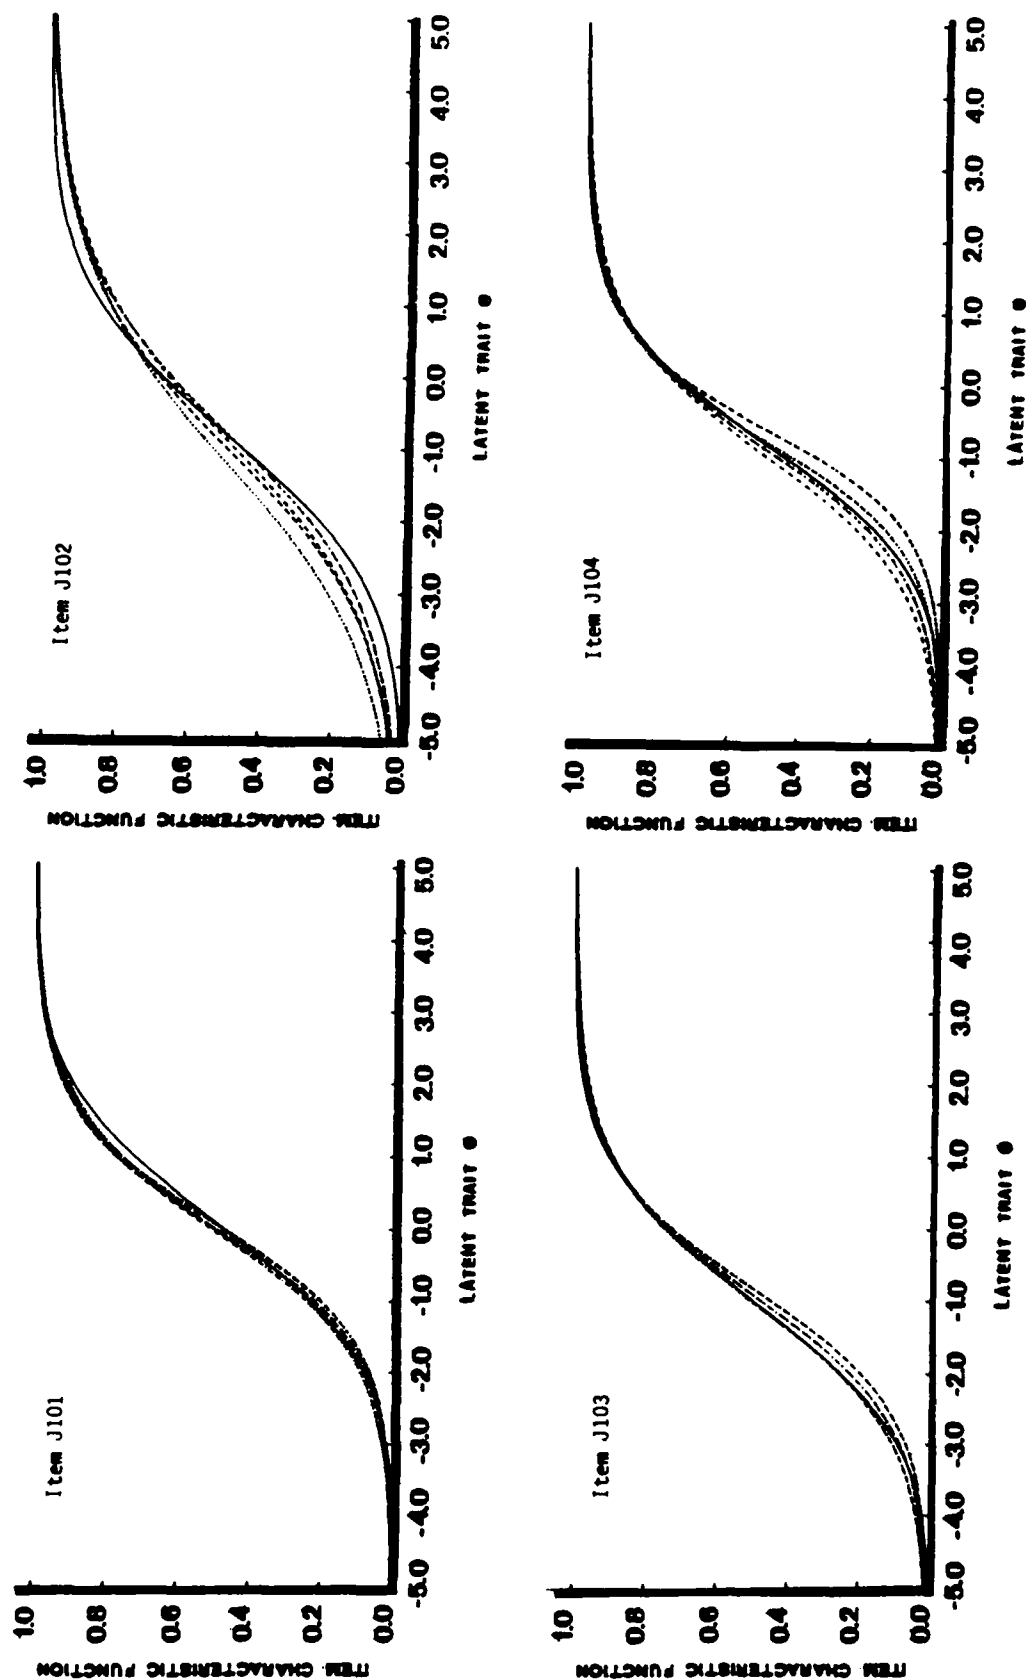 Item J101
ITEM CHARACTERISTIC FUNCTION
1.0
0.8
0.6
0.4
0.2
0.0
-5.0 -4.0 -3.0 -2.0 -1.0 0.0 1.0 2.0 3.0 4.0 5.0
LATENT TRAIT θ
Item J102
ITEM CHARACTERISTIC FUNCTION
1.0
0.8
0.6
0.4
0.2
0.0
-5.0 -4.0 -3.0 -2.0 -1.0 0.0 1.0 2.0 3.0 4.0 5.0
LATENT TRAIT θ
Item J103
ITEM CHARACTERISTIC FUNCTION
1.0
0.8
0.6
0.4
0.2
0.0
-5.0 -4.0 -3.0 -2.0 -1.0 0.0 1.0 2.0 3.0 4.0 5.0
LATENT TRAIT θ
Item J104
ITEM CHARACTERISTIC FUNCTION
1.0
0.8
0.6
0.4
0.2
0.0
-5.0 -4.0 -3.0 -2.0 -1.0 0.0 1.0 2.0 3.0 4.0 5.0
LATENT TRAIT θ